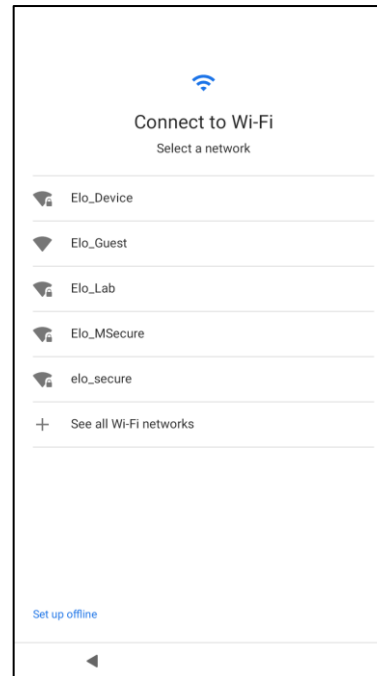 Connect to Wi-Fi
Select a network
Elo_Device
Elo_Guest
Elo_Lab
Elo_MSecure
elo_secure
See all Wi-Fi networks
Set up offline